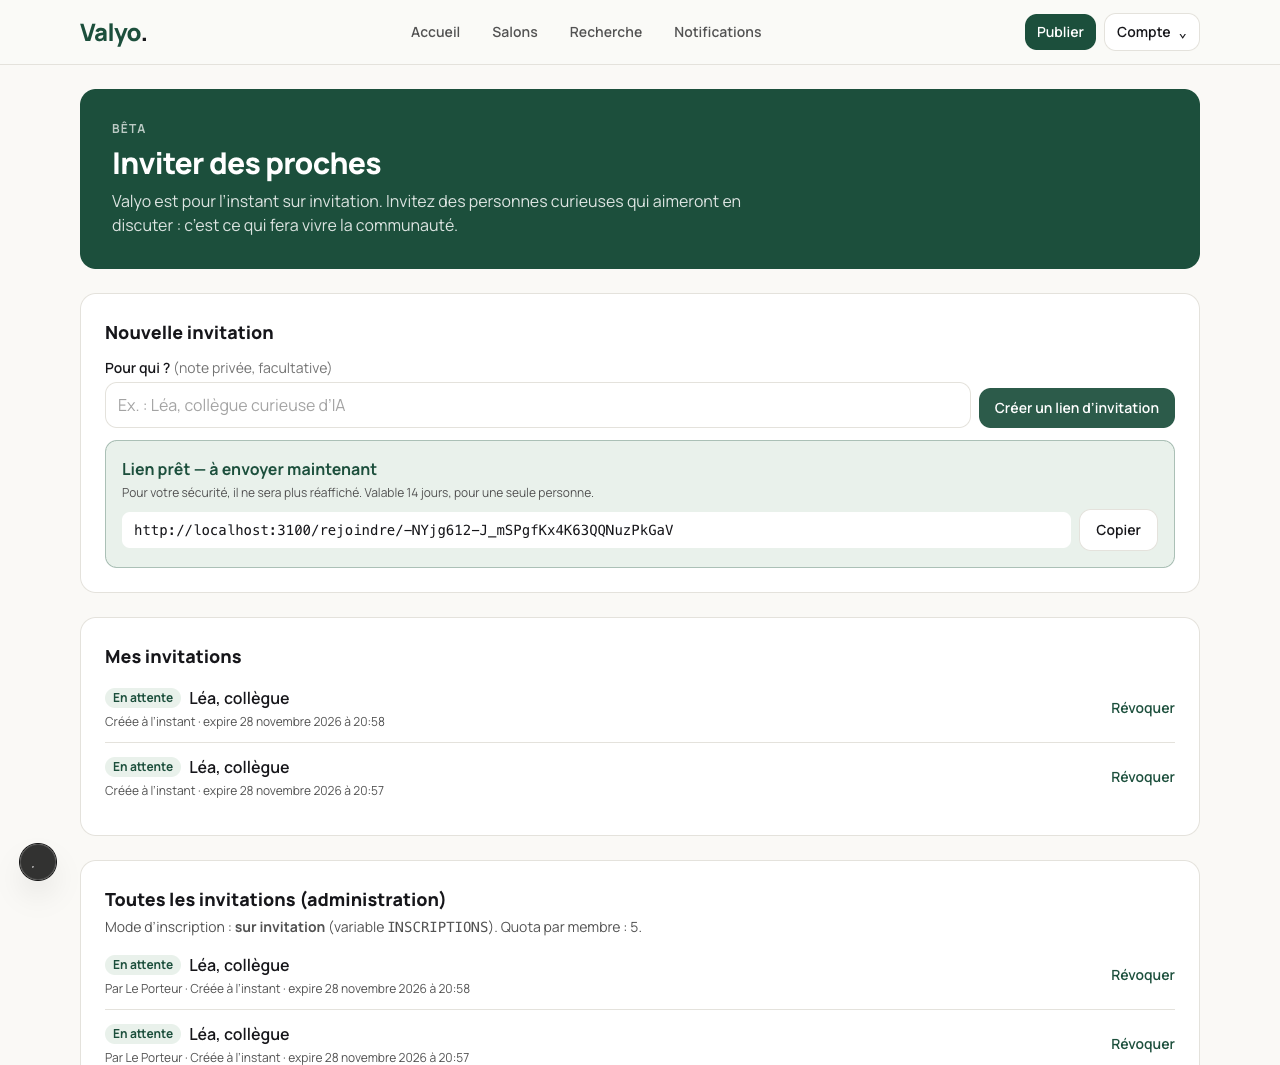 Valyo.
Accueil
Salons
Recherche
Notifications
Publier
Compte
BÊTA
Inviter des proches
Valyo est pour l'instant sur invitation. Invitez des personnes curieuses qui aimeront en
discuter : c'est ce qui fera vivre la communauté.
Nouvelle invitation
Pour qui ? (note privée, facultative)
Ex. : Léa, collègue curieuse d'IA
Créer un lien d'invitation
Lien prêt — à envoyer maintenant
Pour votre sécurité, il ne sera plus réaffiché. Valable 14 jours, pour une seule personne.
http://localhost:3100/rejoindre/-NYjg612-J_mSPgfKx4K63QQNuzPkGaV
Copier
Mes invitations
En attente Léa, collègue
Créée à l'instant · expire 28 novembre 2026 à 20:58
Révoquer
En attente Léa, collègue
Créée à l'instant · expire 28 novembre 2026 à 20:57
Révoquer
Toutes les invitations (administration)
Mode d'inscription : sur invitation (variable INSCRIPTIONS). Quota par membre : 5.
En attente Léa, collègue
Par Le Porteur · Créée à l'instant · expire 28 novembre 2026 à 20:58
Révoquer
En attente Léa, collègue
Par Le Porteur · Créée à l'instant · expire 28 novembre 2026 à 20:57
Révoquer